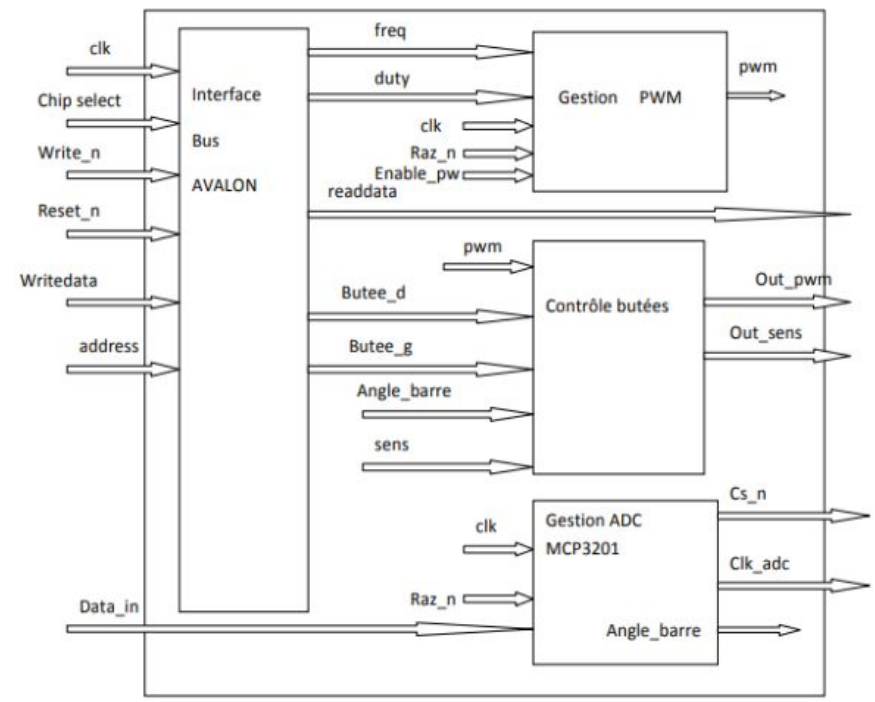 clk
Chip select
Write_n
Reset_n
Writedata
address
Data_in
Interface
Bus
AVALON
freq
duty
clk
Raz_n
Enable_pw
readdata
Gestion PWM
pwm
pwm
Butee_d
Butee_g
Angle_barre
sens
Contrôle butées
Out_pwm
Out_sens
clk
Raz_n
Gestion ADC
MCP3201
Angle_barre
Cs_n
Clk_adc